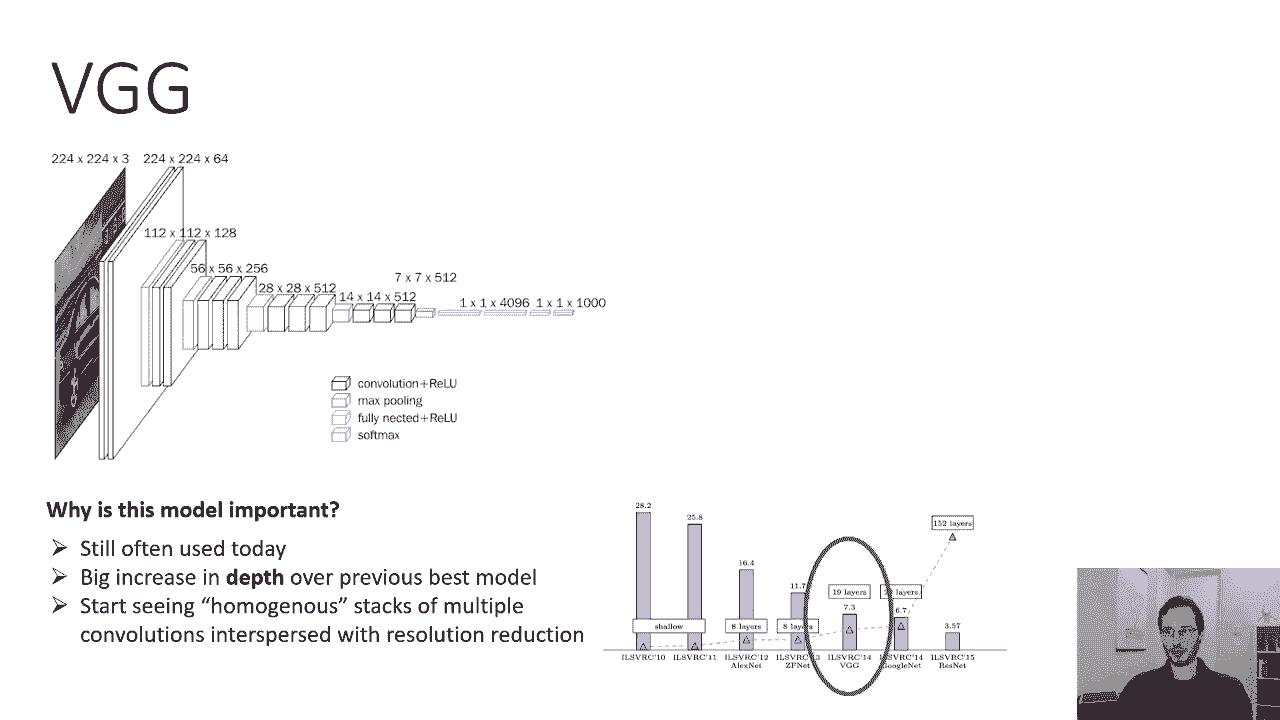 VGG
224 x 224 x 3 224 x 224 x 64
112 x 112 x 128
56 x 56 x 256
28 x 28 x 512
14 x 14 x 512
7 x 7 x 512
1 x 1 x 4096 1 x 1 x 1000
convolution+ReLU
max pooling
fully nected+ReLU
softmax
Why is this model important?
➢ Still often used today
➢ Big increase in depth over previous best model
➢ Start seeing “homogenous” stacks of multiple
convolutions interspersed with resolution reduction
28.2
25.8
16.4
11.7
7.3
6.7
3.57
shallow
8 layers
8 layers
19 layers
layers
152 layers
ILSVRC'10 ILSVRC'11 ILSVRC'12 ILSVRC'13 ILSVRC'14 ILSVRC'14 ILSVRC'15
AlexNet ZFNet VGG GoogleNet ResNet